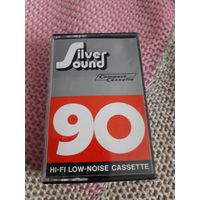 Silver
Sound
Compact
Cassette
90
HI-FI LOW-NOISE CASSETTE